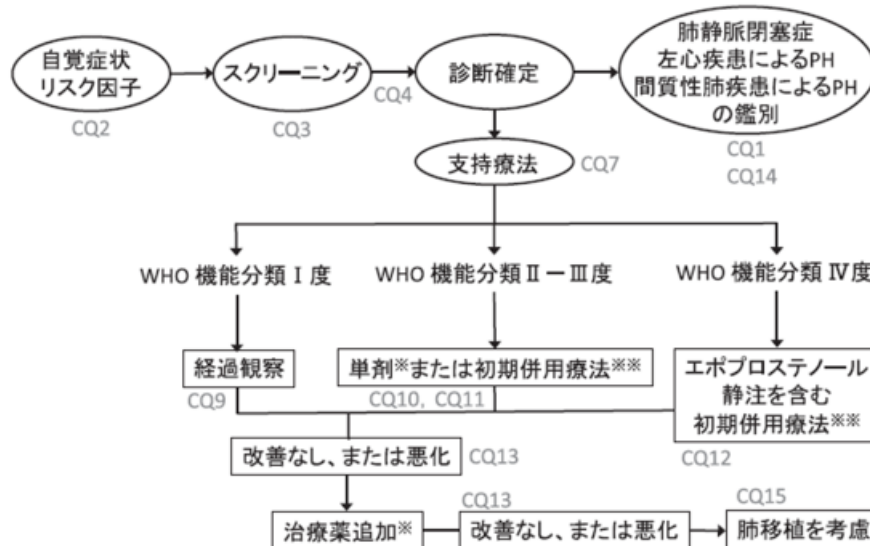 自覚症状
リスク因子
CQ2
スクリーニング
CQ3
CQ4
診断確定
肺静脈閉塞症
左心疾患によるPH
間質性肺疾患によるPH
の鑑別
CQ1
CQ14
支持療法
CQ7
WHO 機能分類 Ⅰ 度
WHO 機能分類 Ⅱ － Ⅲ度
WHO 機能分類 Ⅳ度
経過観察
CQ9
単剤※または初期併用療法※※
CQ10, CQ11
エポプロステノール
静注を含む
初期併用療法※※
CQ12
改善なし、または悪化
CQ13
治療薬追加※
CQ13
改善なし、または悪化
CQ15
肺移植を考慮